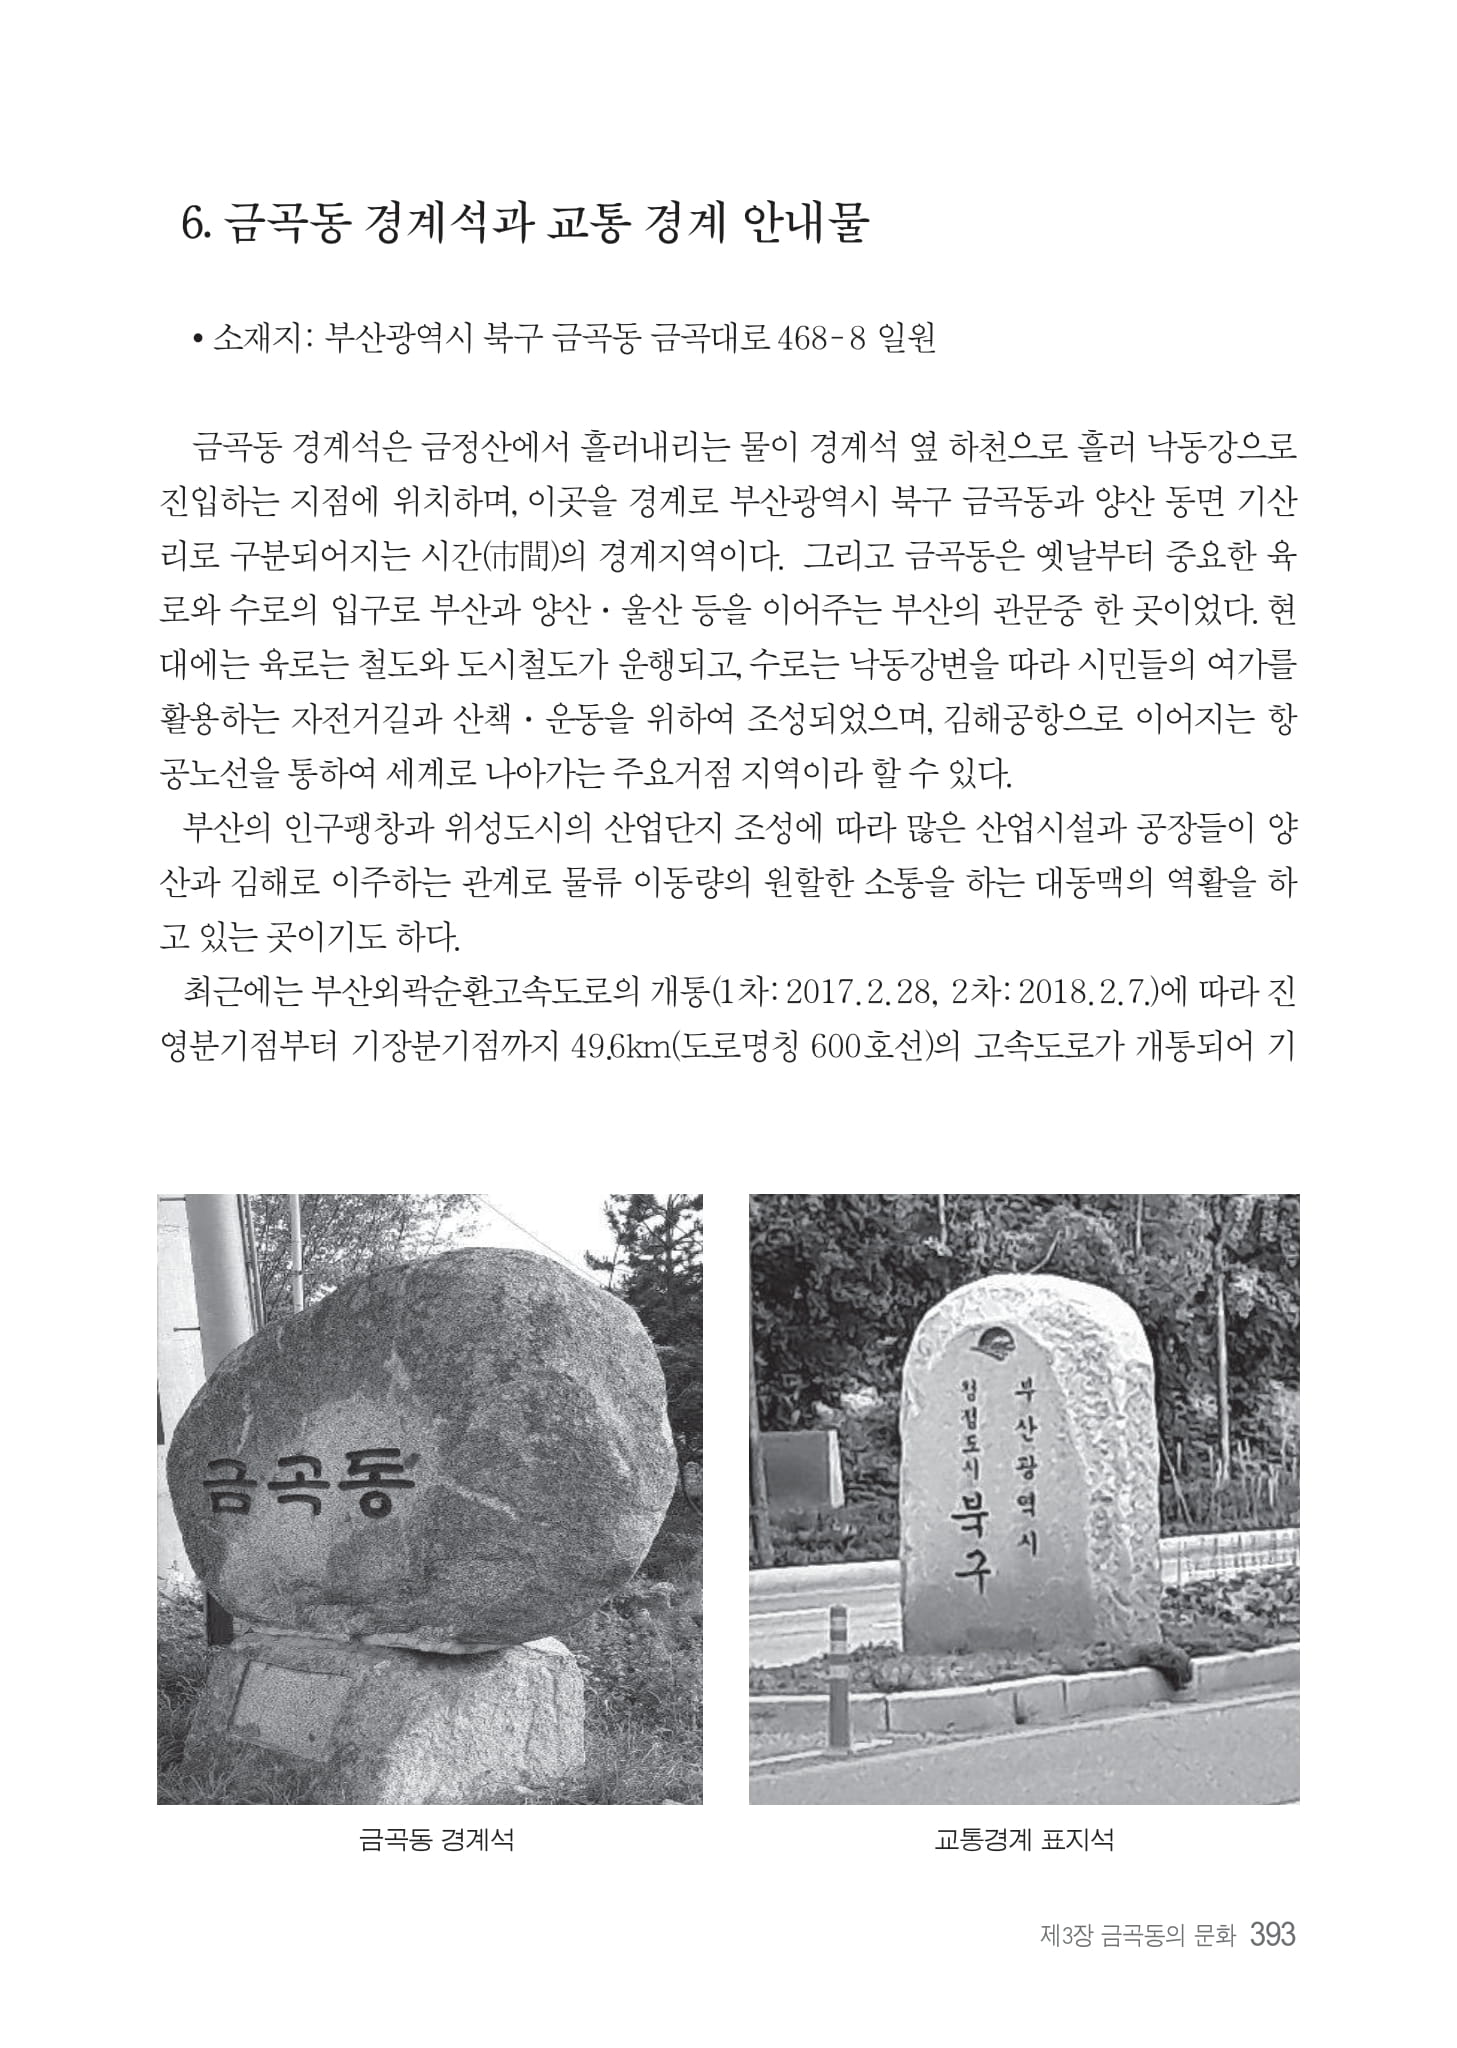 6. 금곡동 경계석과 교통 경계 안내물
• 소재지: 부산광역시 북구 금곡동 금곡대로 468-8 일원
금곡동 경계석은 금정산에서 흘러내리는 물이 경계석 옆 하천으로 흘러 낙동강으로
진입하는 지점에 위치하며, 이곳을 경계로 부산광역시 북구 금곡동과 양산 동면 기산
리로 구분되어지는 시간(市間)의 경계지역이다. 그리고 금곡동은 옛날부터 중요한 육
로와 수로의 입구로 부산과 양산·울산 등을 이어주는 부산의 관문중 한 곳이었다. 현
대에는 육로는 철도와 도시철도가 운행되고, 수로는 낙동강변을 따라 시민들의 여가를
활용하는 자전거길과 산책·운동을 위하여 조성되었으며, 김해공항으로 이어지는 항
공노선을 통하여 세계로 나아가는 주요거점 지역이라 할 수 있다.
부산의 인구팽창과 위성도시의 산업단지 조성에 따라 많은 산업시설과 공장들이 양
산과 김해로 이주하는 관계로 물류 이동량의 원할한 소통을 하는 대동맥의 역활을 하
고 있는 곳이기도 하다.
최근에는 부산외곽순환고속도로의 개통(1차: 2017. 2. 28, 2차: 2018. 2. 7.)에 따라 진
영분기점부터 기장분기점까지 49.6km(도로명칭 600호선)의 고속도로가 개통되어 기
금곡동
부산광역시
청정도시 북구
금곡동 경계석
교통경계 표지석
제3장 금곡동의 문화 393